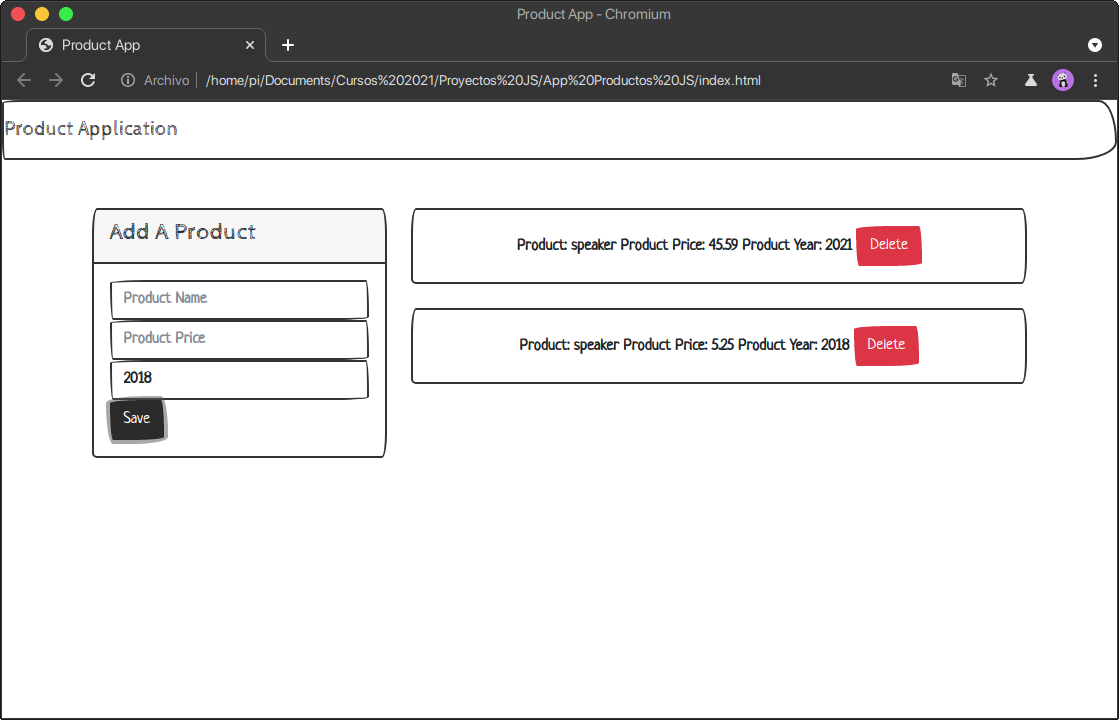 Product App - Chromium
Product App
Archivo /home/pi/Documents/Cursos%202021/Proyectos%20JS/App%20Productos%20JS/index.html
Product Application
Add A Product
Product Name
Product Price
2018
Save
Product: speaker Product Price: 45.59 Product Year: 2021 Delete
Product: speaker Product Price: 5.25 Product Year: 2018 Delete